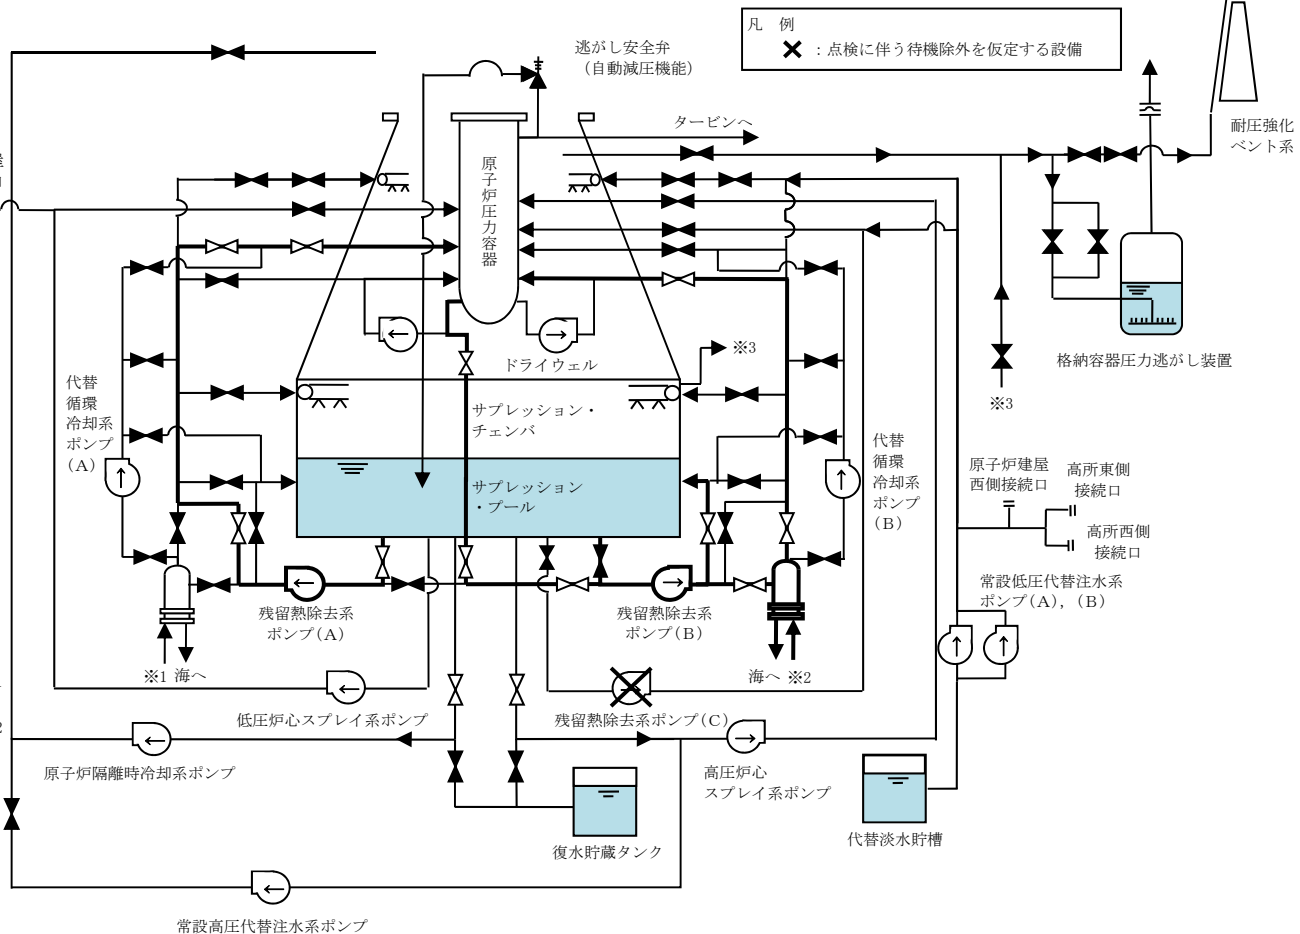 凡　例
：点検に伴う待機除外を仮定する設備
逃がし安全弁
（自動減圧機能）
タービンへ
耐圧強化
ベント系
原子炉圧力容器
格納容器圧力逃がし装置
※3
※3
ドライウェル
代替
循環
冷却系
ポンプ
（A）
サプレッション・
チェンバ
サプレッション
・プール
代替
循環
冷却系
ポンプ
（B）
原子炉建屋
西側接続口
高所東側
接続口
高所西側
接続口
常設低圧代替注水系
ポンプ（A），（B）
残留熱除去系
ポンプ（A）
残留熱除去系
ポンプ（B）
※1 海へ
海へ ※2
低圧炉心スプレイ系ポンプ
残留熱除去系ポンプ（C）
原子炉隔離時冷却系ポンプ
高圧炉心
スプレイ系ポンプ
代替淡水貯槽
復水貯蔵タンク
常設高圧代替注水系ポンプ